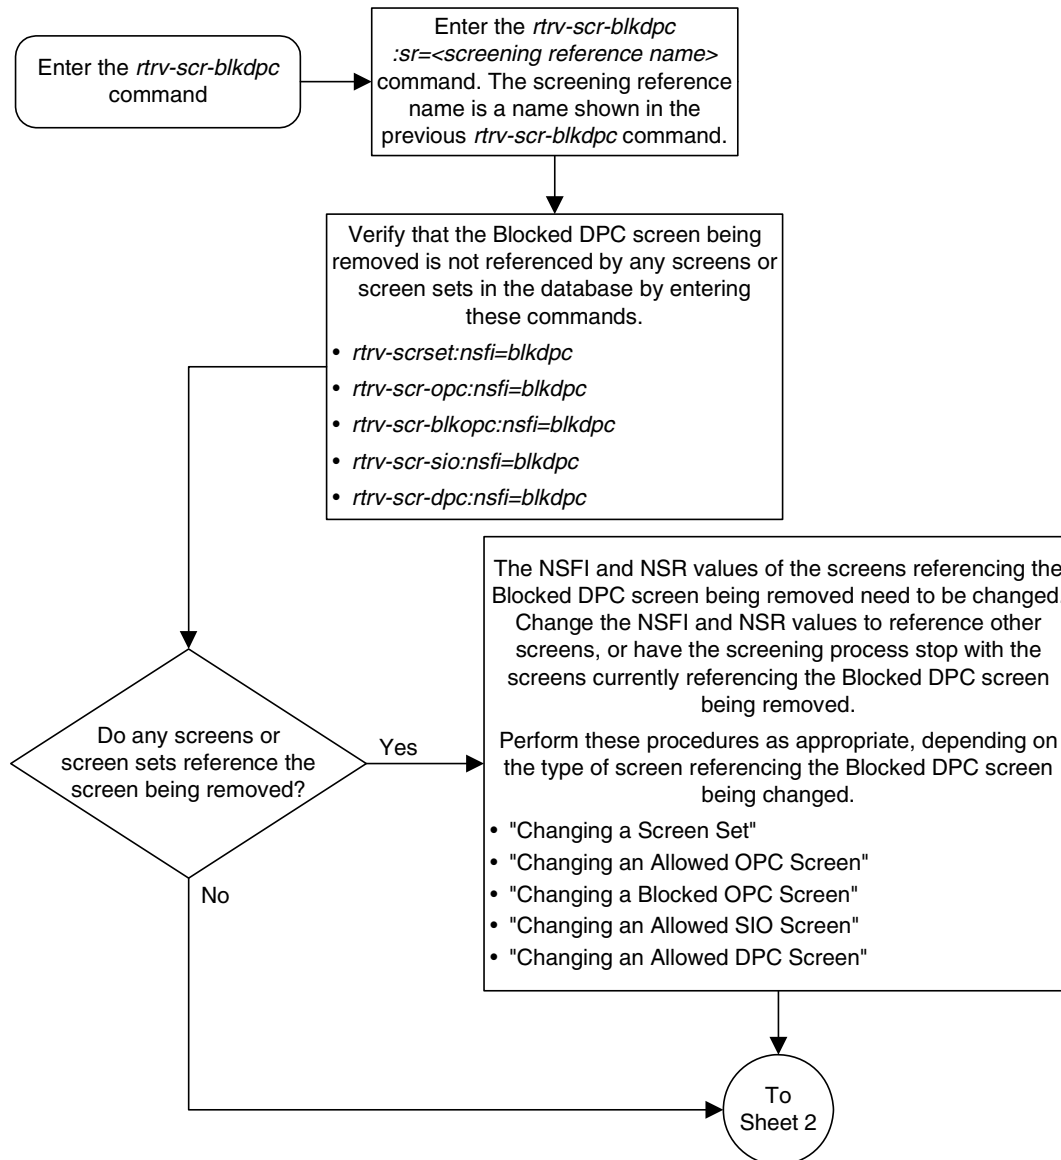 Enter the rtrv-scr-blkdpc
command
Enter the rtrv-scr-blkdpc
:sr=<screening reference name>
command. The screening reference
name is a name shown in the
previous rtrv-scr-blkdpc command.
Verify that the Blocked DPC screen being
removed is not referenced by any screens or
screen sets in the database by entering
these commands.
• rtrv-scrset:nsfi=blkdpc
• rtrv-scr-opc:nsfi=blkdpc
• rtrv-scr-blkopc:nsfi=blkdpc
• rtrv-scr-sio:nsfi=blkdpc
• rtrv-scr-dpc:nsfi=blkdpc
Do any screens or
screen sets reference the
screen being removed?
Yes
No
The NSFI and NSR values of the screens referencing the
Blocked DPC screen being removed need to be changed.
Change the NSFI and NSR values to reference other
screens, or have the screening process stop with the
screens currently referencing the Blocked DPC screen
being removed.
Perform these procedures as appropriate, depending on
the type of screen referencing the Blocked DPC screen
being changed.
• "Changing a Screen Set"
• "Changing an Allowed OPC Screen"
• "Changing a Blocked OPC Screen"
• "Changing an Allowed SIO Screen"
• "Changing an Allowed DPC Screen"
To
Sheet 2